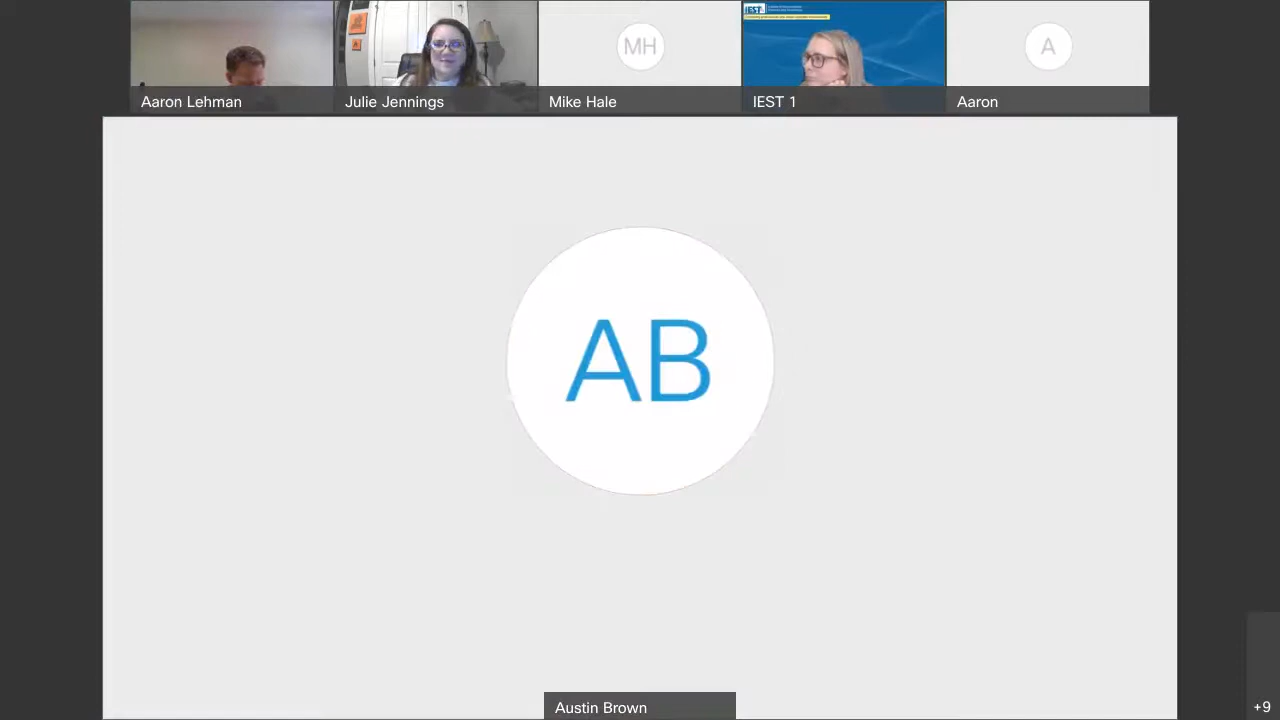 MH
IEST
A
Aaron Lehman
Julie Jennings
Mike Hale
IEST 1
Aaron
AB
Austin Brown
+9